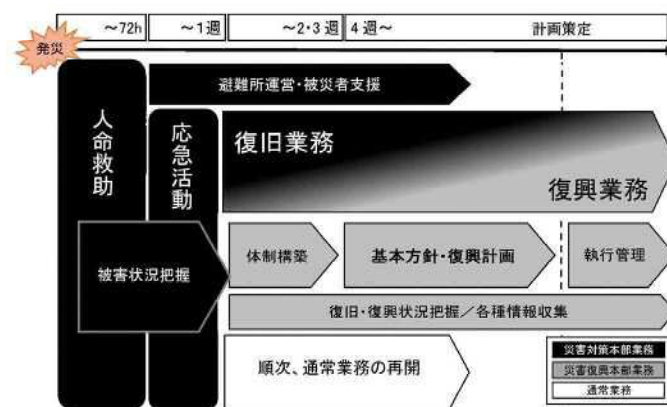 ～72h
～1週
～2・3週
4週～
計画策定
発災
避難所運営・被災者支援
人命救助
応急活動
復旧業務
復興業務
被害状況把握
体制構築
基本方針・復興計画
執行管理
復旧・復興状況把握／各種情報収集
順次、通常業務の再開
災害対策本部業務
災害復興本部業務
通常業務